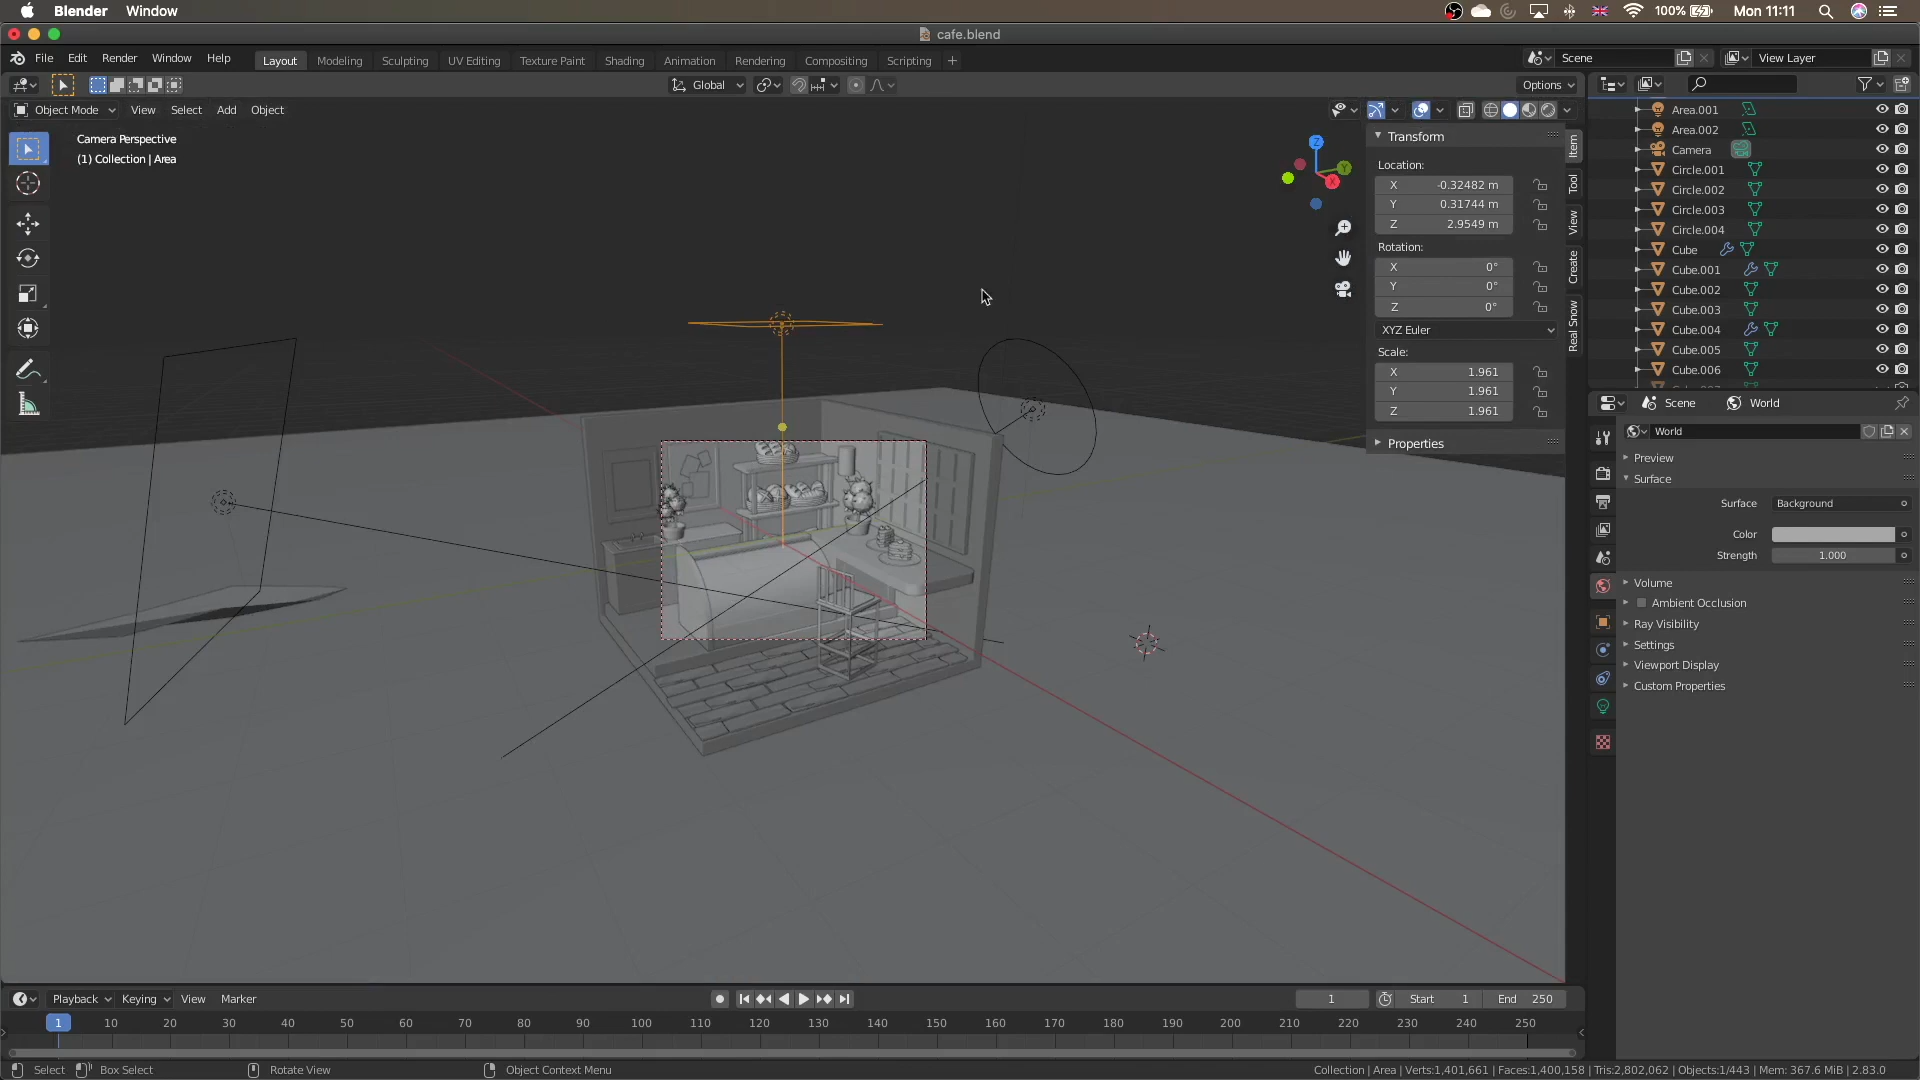 Blender Window 100% Mon 11:11
cafe.blend
File Edit Render Window Help Layout Modeling Sculpting UV Editing Texture Paint Shading Animation Rendering Compositing Scripting + Scene View Layer
Global Options
Object Mode View Select Add Object
Camera Perspective
(1) Collection | Area
Z
Y
X
Transform
Location:
X -0.32482 m
Y 0.31744 m
Z 2.9549 m
Rotation:
X 0°
Y 0°
Z 0°
XYZ Euler
Scale:
X 1.961
Y 1.961
Z 1.961
Properties
Item
Tool
View
Create
Real Snow
Area.001
Area.002
Camera
Circle.001
Circle.002
Circle.003
Circle.004
Cube
Cube.001
Cube.002
Cube.003
Cube.004
Cube.005
Cube.006
Scene World
World
Preview
Surface
Surface Background
Color
Strength 1.000
Volume
Ambient Occlusion
Ray Visibility
Settings
Viewport Display
Custom Properties
Playback Keying View Marker 1 Start 1 End 250
1 10 20 30 40 50 60 70 80 90 100 110 120 130 140 150 160 170 180 190 200 210 220 230 240 250
Select Box Select Rotate View Object Context Menu Collection | Area | Verts:1,401,661 | Faces:1,400,158 | Tris:2,802,062 | Objects:1/443 | Mem: 367.6 MiB | 2.83.0